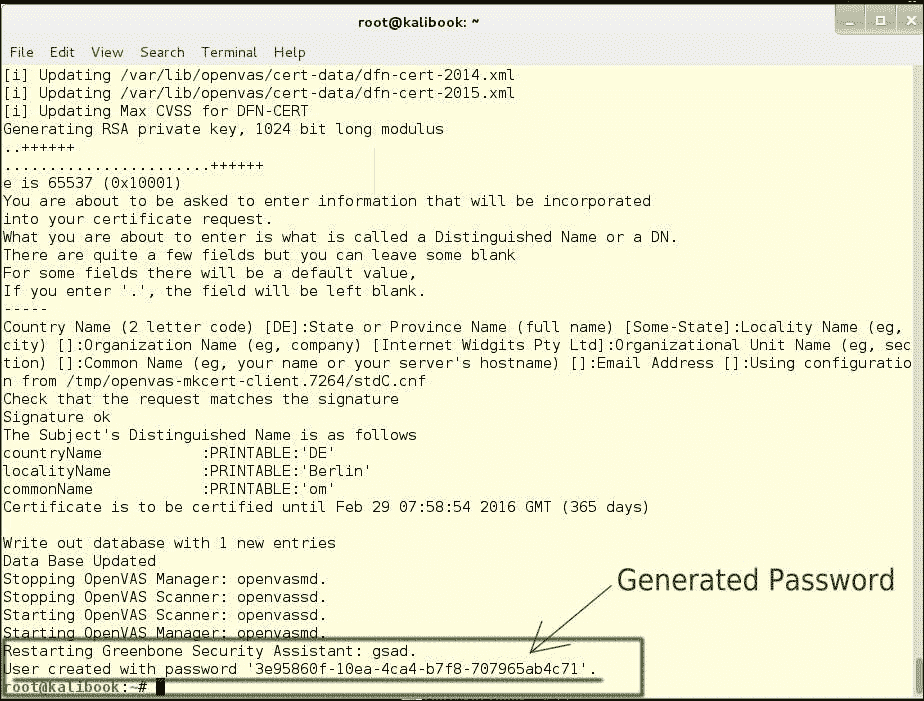 root@kalibook: ~
File Edit View Search Terminal Help
[i] Updating /var/lib/openvas/cert-data/dfn-cert-2014.xml
[i] Updating /var/lib/openvas/cert-data/dfn-cert-2015.xml
[i] Updating Max CVSS for DFN-CERT
Generating RSA private key, 1024 bit long modulus
..++++++
.......................++++++
e is 65537 (0x10001)
You are about to be asked to enter information that will be incorporated
into your certificate request.
What you are about to enter is what is called a Distinguished Name or a DN.
There are quite a few fields but you can leave some blank
For some fields there will be a default value,
If you enter '.', the field will be left blank.
-----
Country Name (2 letter code) [DE]:State or Province Name (full name) [Some-State]:Locality Name (eg,
city) []:Organization Name (eg, company) [Internet Widgits Pty Ltd]:Organizational Unit Name (eg, sec
tion) []:Common Name (eg, your name or your server's hostname) []:Email Address []:Using configuratio
n from /tmp/openvas-mkcert-client.7264/stdC.cnf
Check that the request matches the signature
Signature ok
The Subject's Distinguished Name is as follows
countryName           :PRINTABLE:'DE'
localityName          :PRINTABLE:'Berlin'
commonName            :PRINTABLE:'om'
Certificate is to be certified until Feb 29 07:58:54 2016 GMT (365 days)
Write out database with 1 new entries
Data Base Updated
Stopping OpenVAS Manager: openvasmd.
Stopping OpenVAS Scanner: openvassd.
Starting OpenVAS Scanner: openvassd.
Starting OpenVAS Manager: openvasmd.
Generated Password
Restarting Greenbone Security Assistant: gsad.
User created with password '3e95860f-10ea-4ca4-b7f8-707965ab4c71'.
root@kalibook:~#